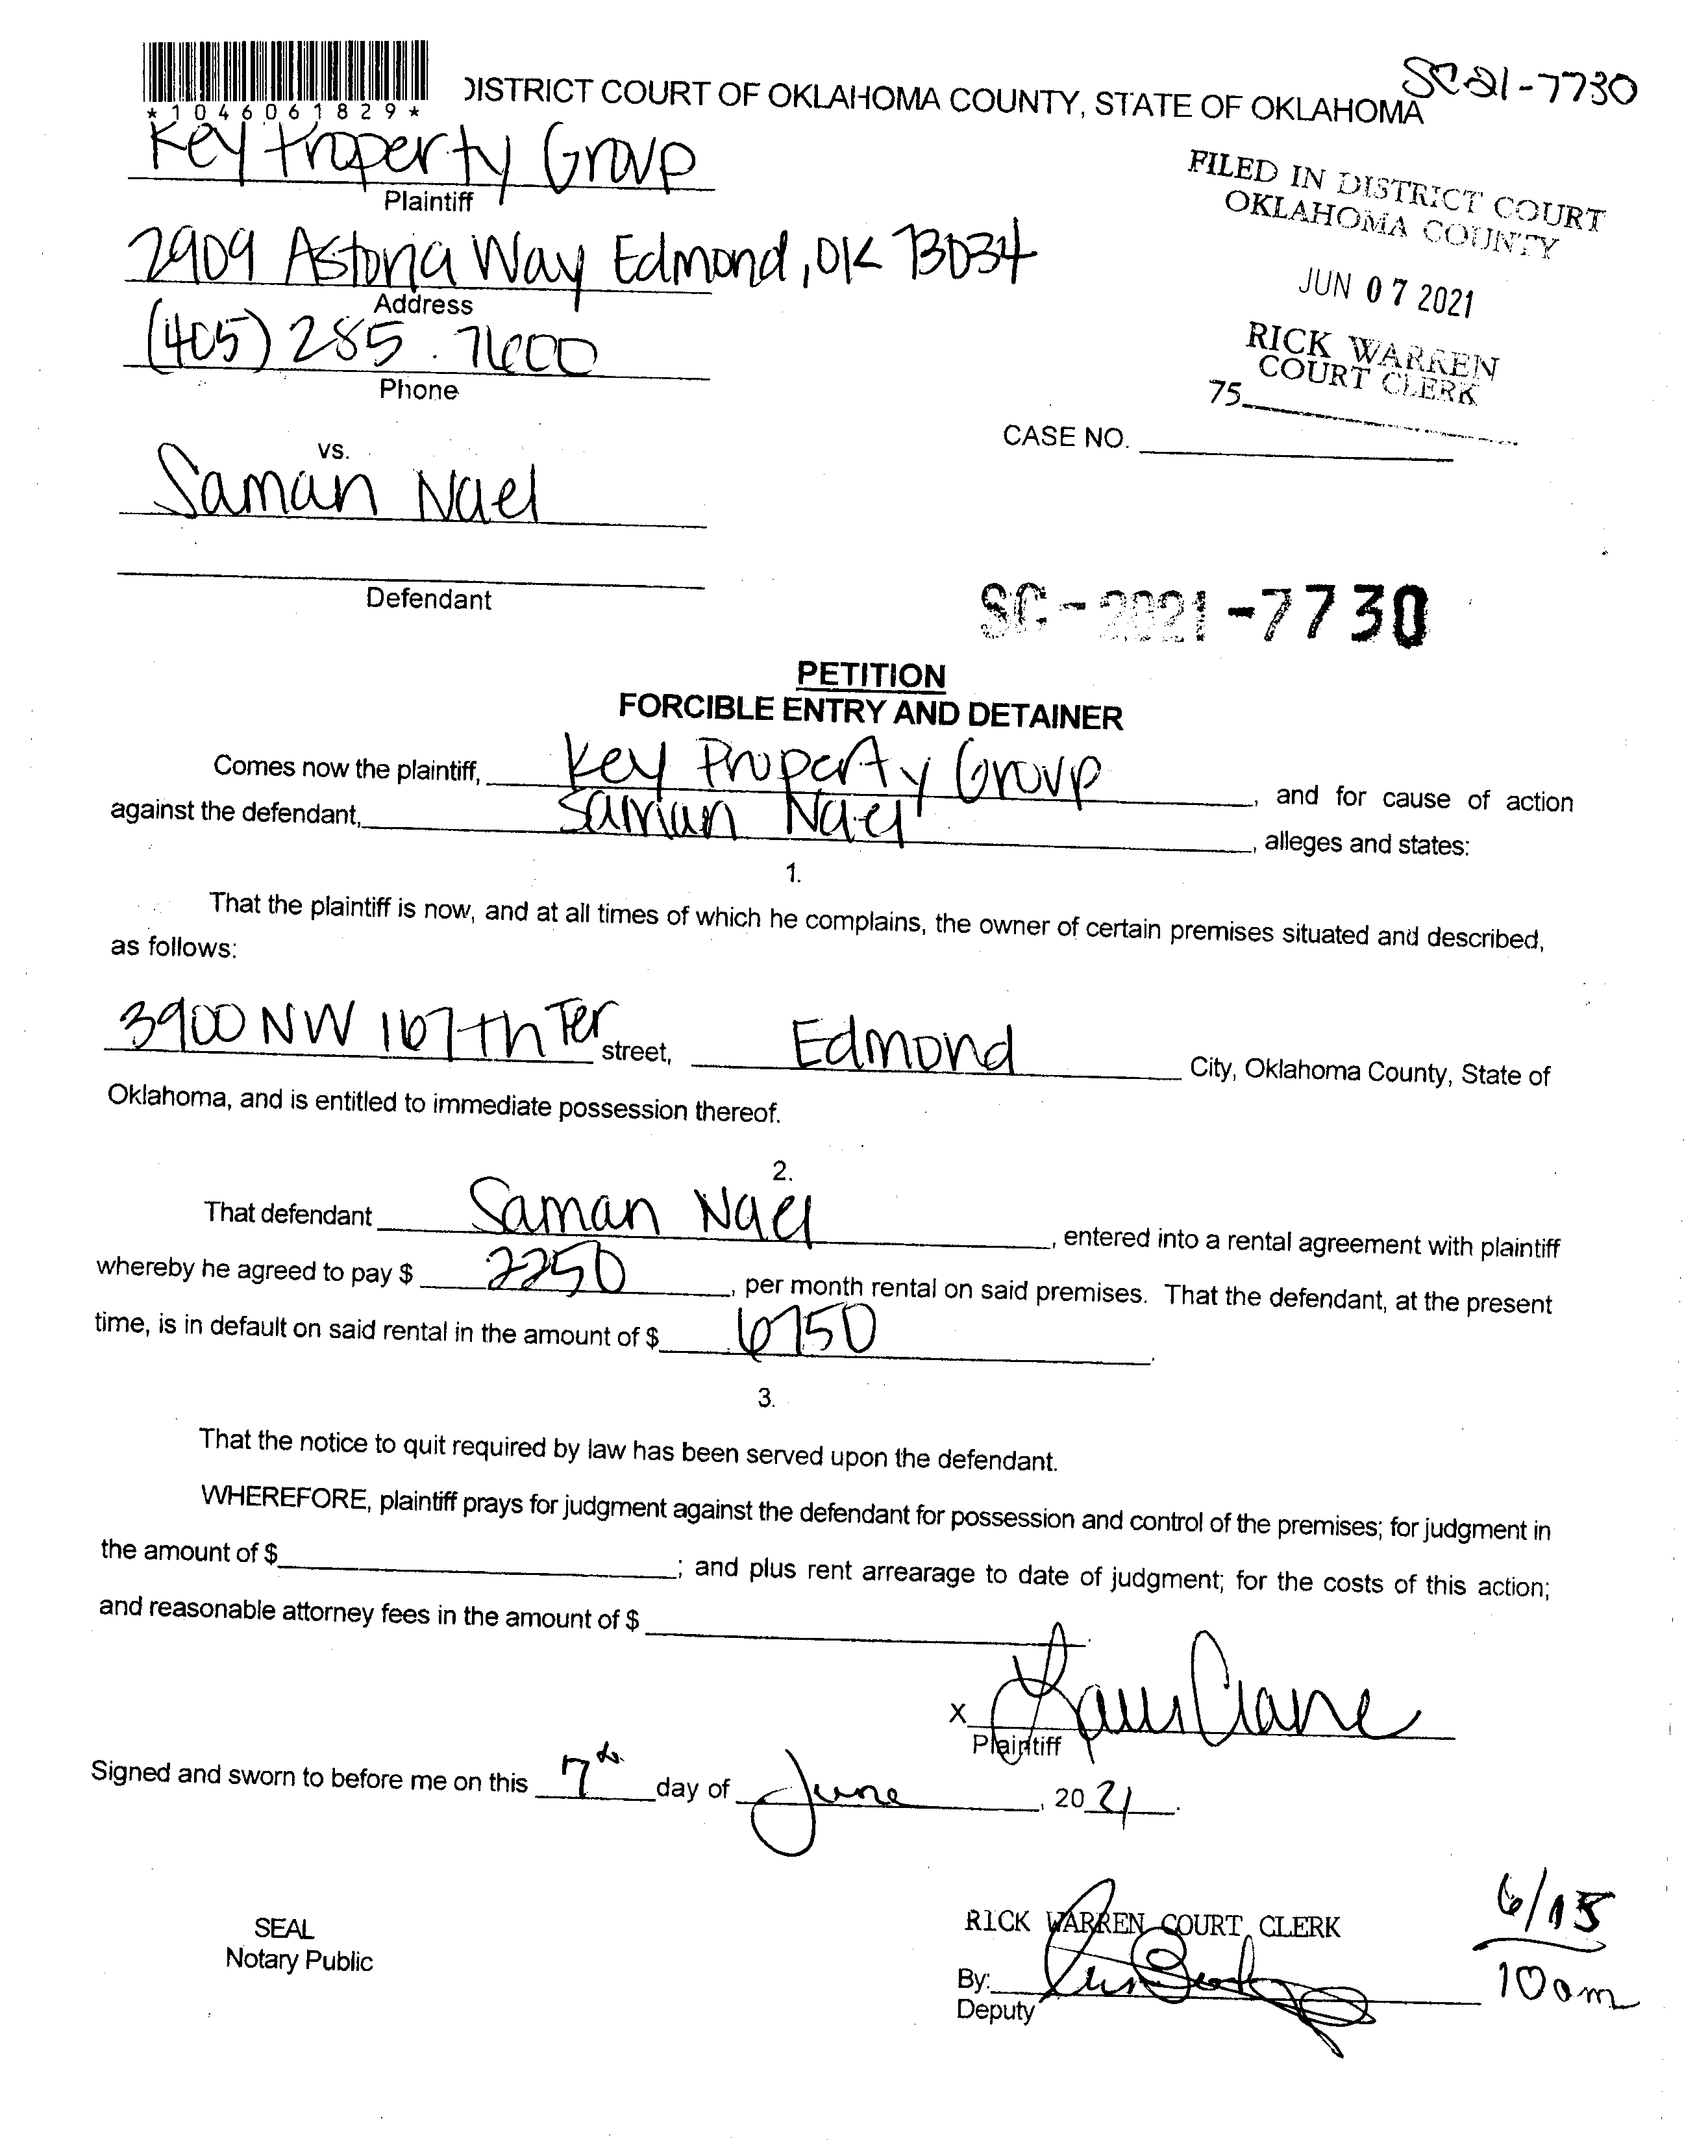 SC21-7730
*1046061829*
DISTRICT COURT OF OKLAHOMA COUNTY, STATE OF OKLAHOMA
Key Property Group
Plaintiff
2909 Astoria Way Edmond, OK 73034
Address
(405) 285.7600
Phone
FILED IN DISTRICT COURT
OKLAHOMA COUNTY
JUN 07 2021
RICK WARREN
COURT CLERK
75
CASE NO.
vs.
Saman Nael
Defendant
SC-2021-7730
PETITION
FORCIBLE ENTRY AND DETAINER
Comes now the plaintiff, Key Property Group, and for cause of action
against the defendant, Saman Nael, alleges and states:
1.
That the plaintiff is now, and at all times of which he complains, the owner of certain premises situated and described,
as follows:
3900 NW 167th Ter street, Edmond City, Oklahoma County, State of
Oklahoma, and is entitled to immediate possession thereof.
2.
That defendant Saman Nael, entered into a rental agreement with plaintiff
whereby he agreed to pay $ 2250, per month rental on said premises. That the defendant, at the present
time, is in default on said rental in the amount of $ 6750.
3.
That the notice to quit required by law has been served upon the defendant.
WHEREFORE, plaintiff prays for judgment against the defendant for possession and control of the premises; for judgment in
the amount of $; and plus rent arrearage to date of judgment; for the costs of this action;
and reasonable attorney fees in the amount of $.
X
Plaintiff
Signed and sworn to before me on this 7th day of June, 2021.
SEAL
Notary Public
RICK WARREN COURT CLERK
By:
Deputy
6/15
10am